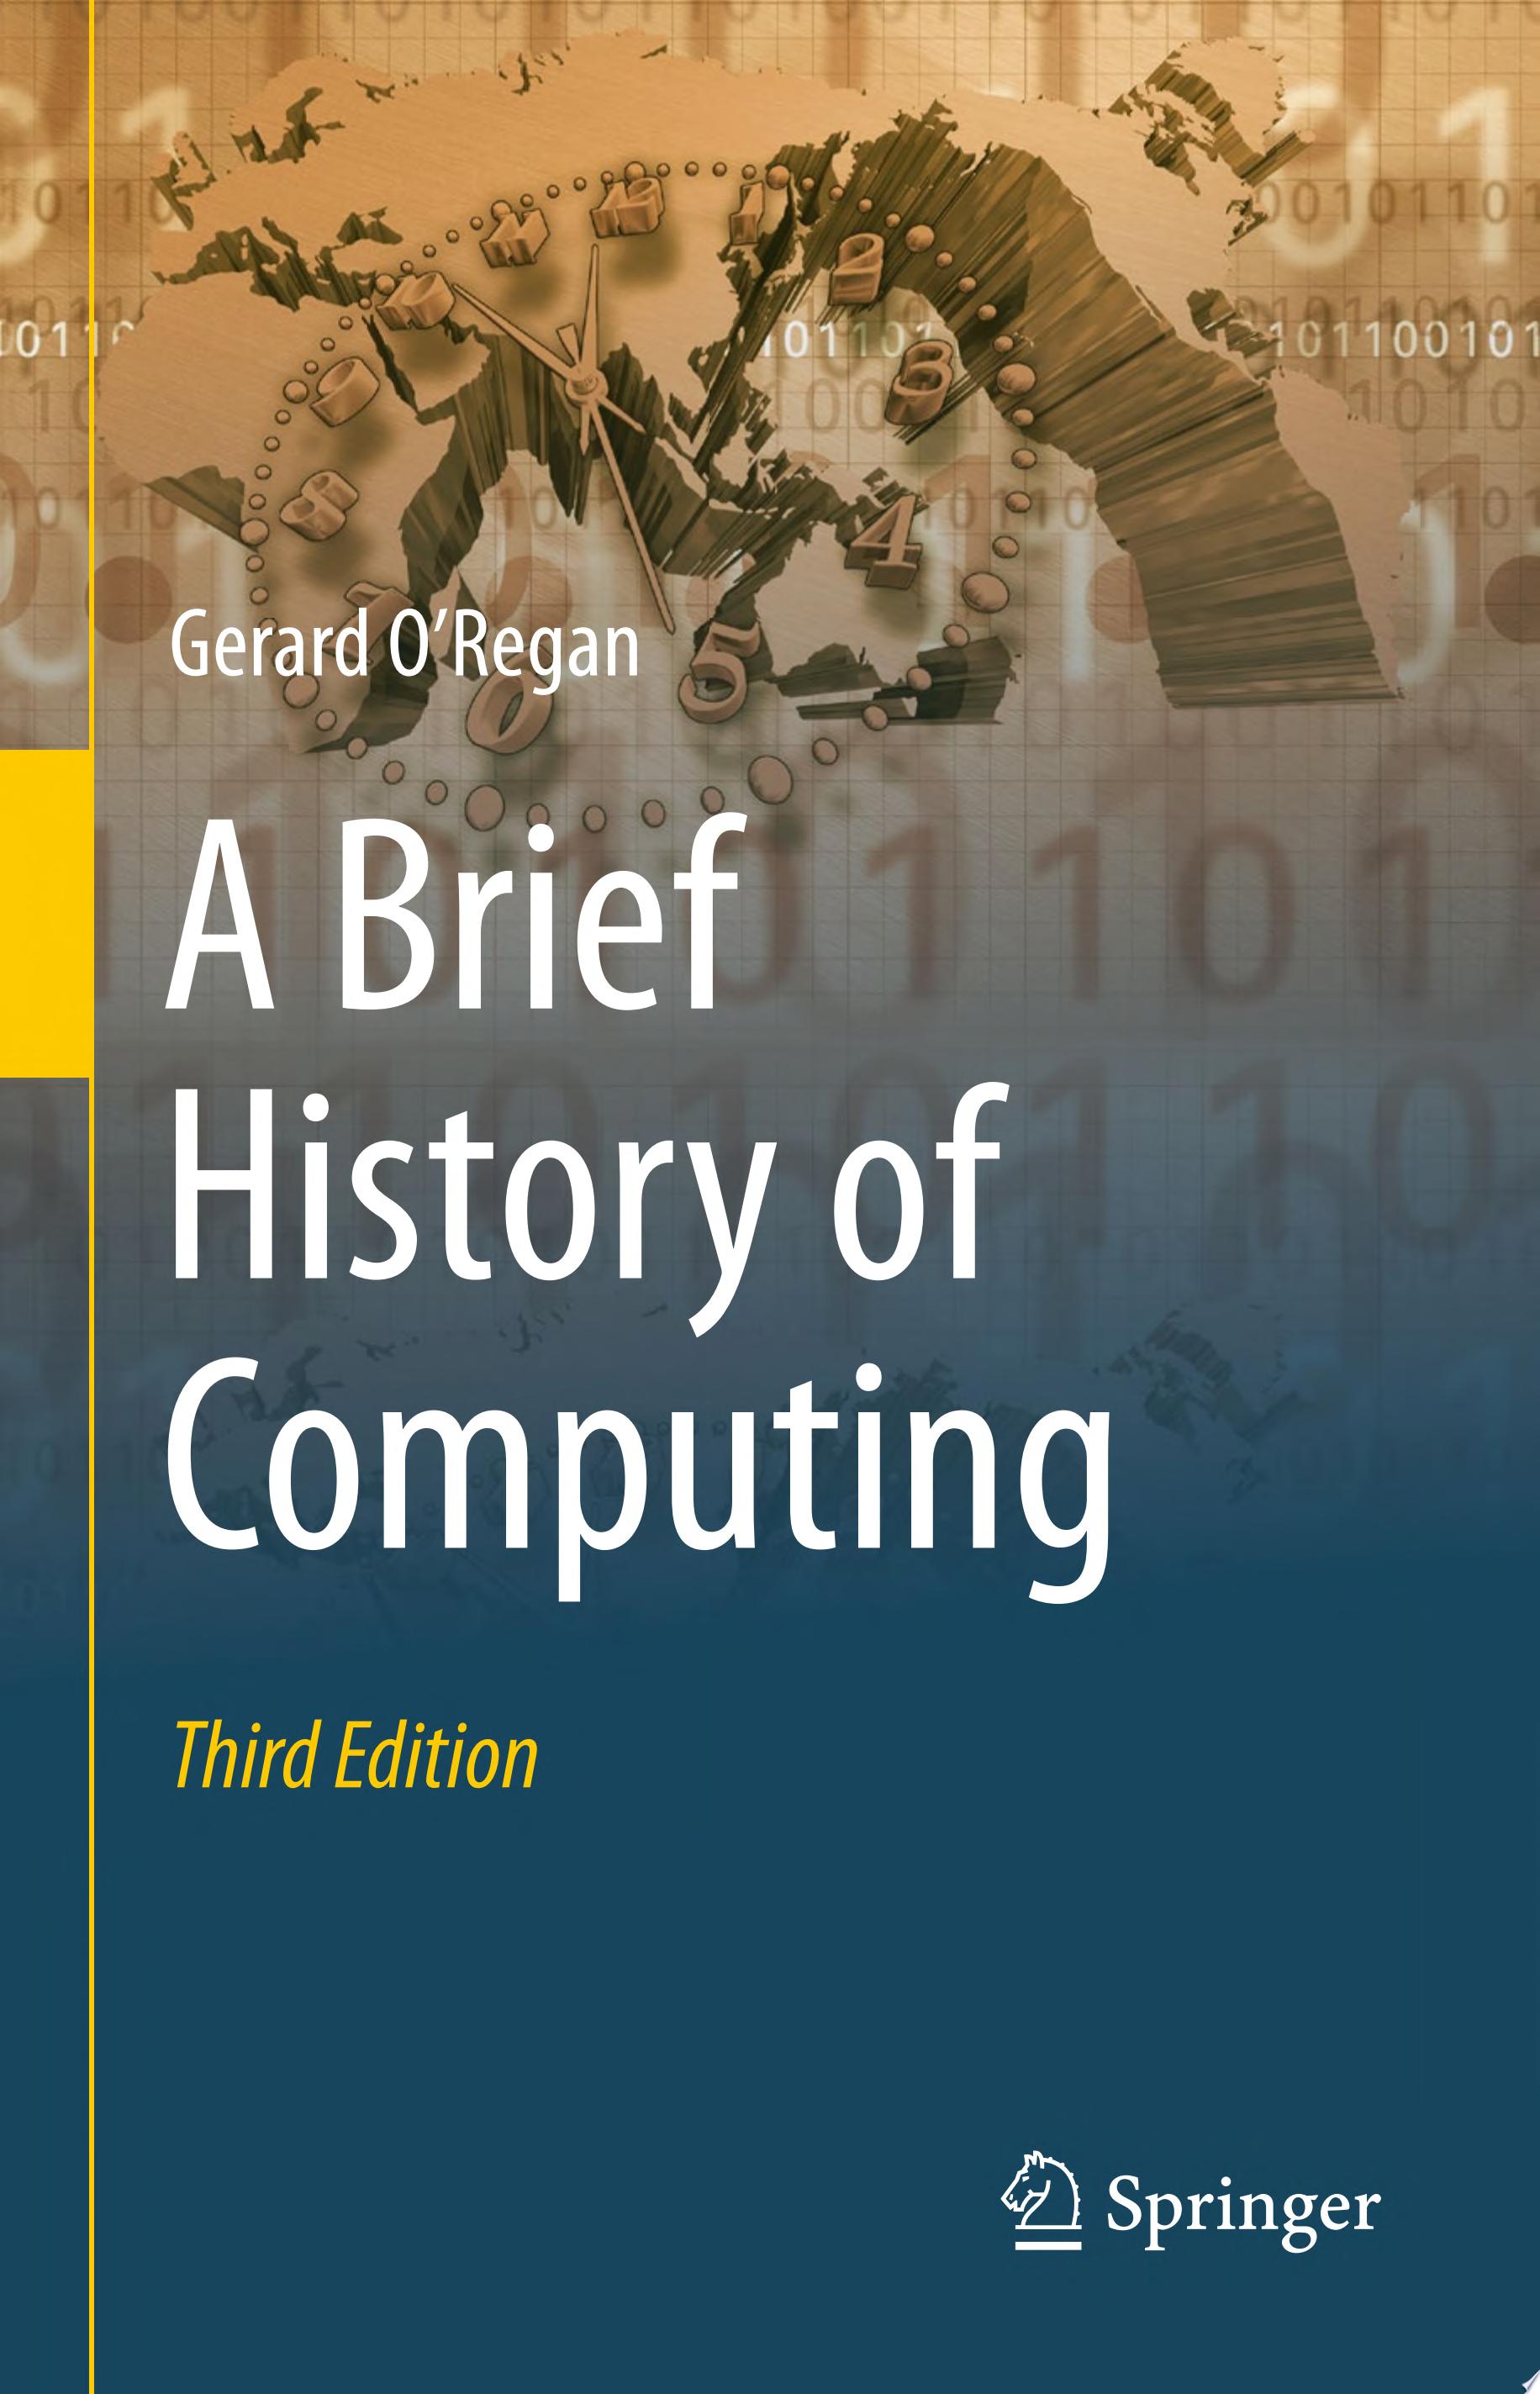 Gerard O'Regan
A Brief
History of
Computing
Third Edition
Springer